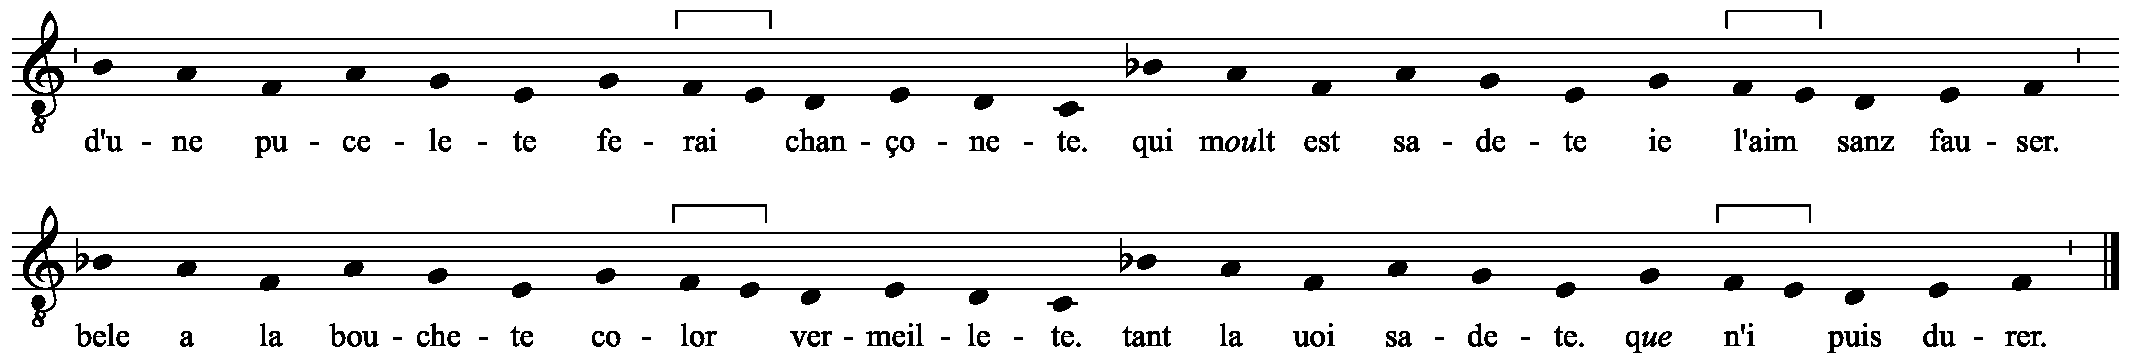 d'u - ne pu - ce - le - te fe - rai chan - ço - ne - te. qui moult est sa - de - te ie l'aim sanz fau - ser.
bele a la bou - che - te co - lor ver - meil - le - te. tant la uoi sa - de - te. que n'i puis du - rer.